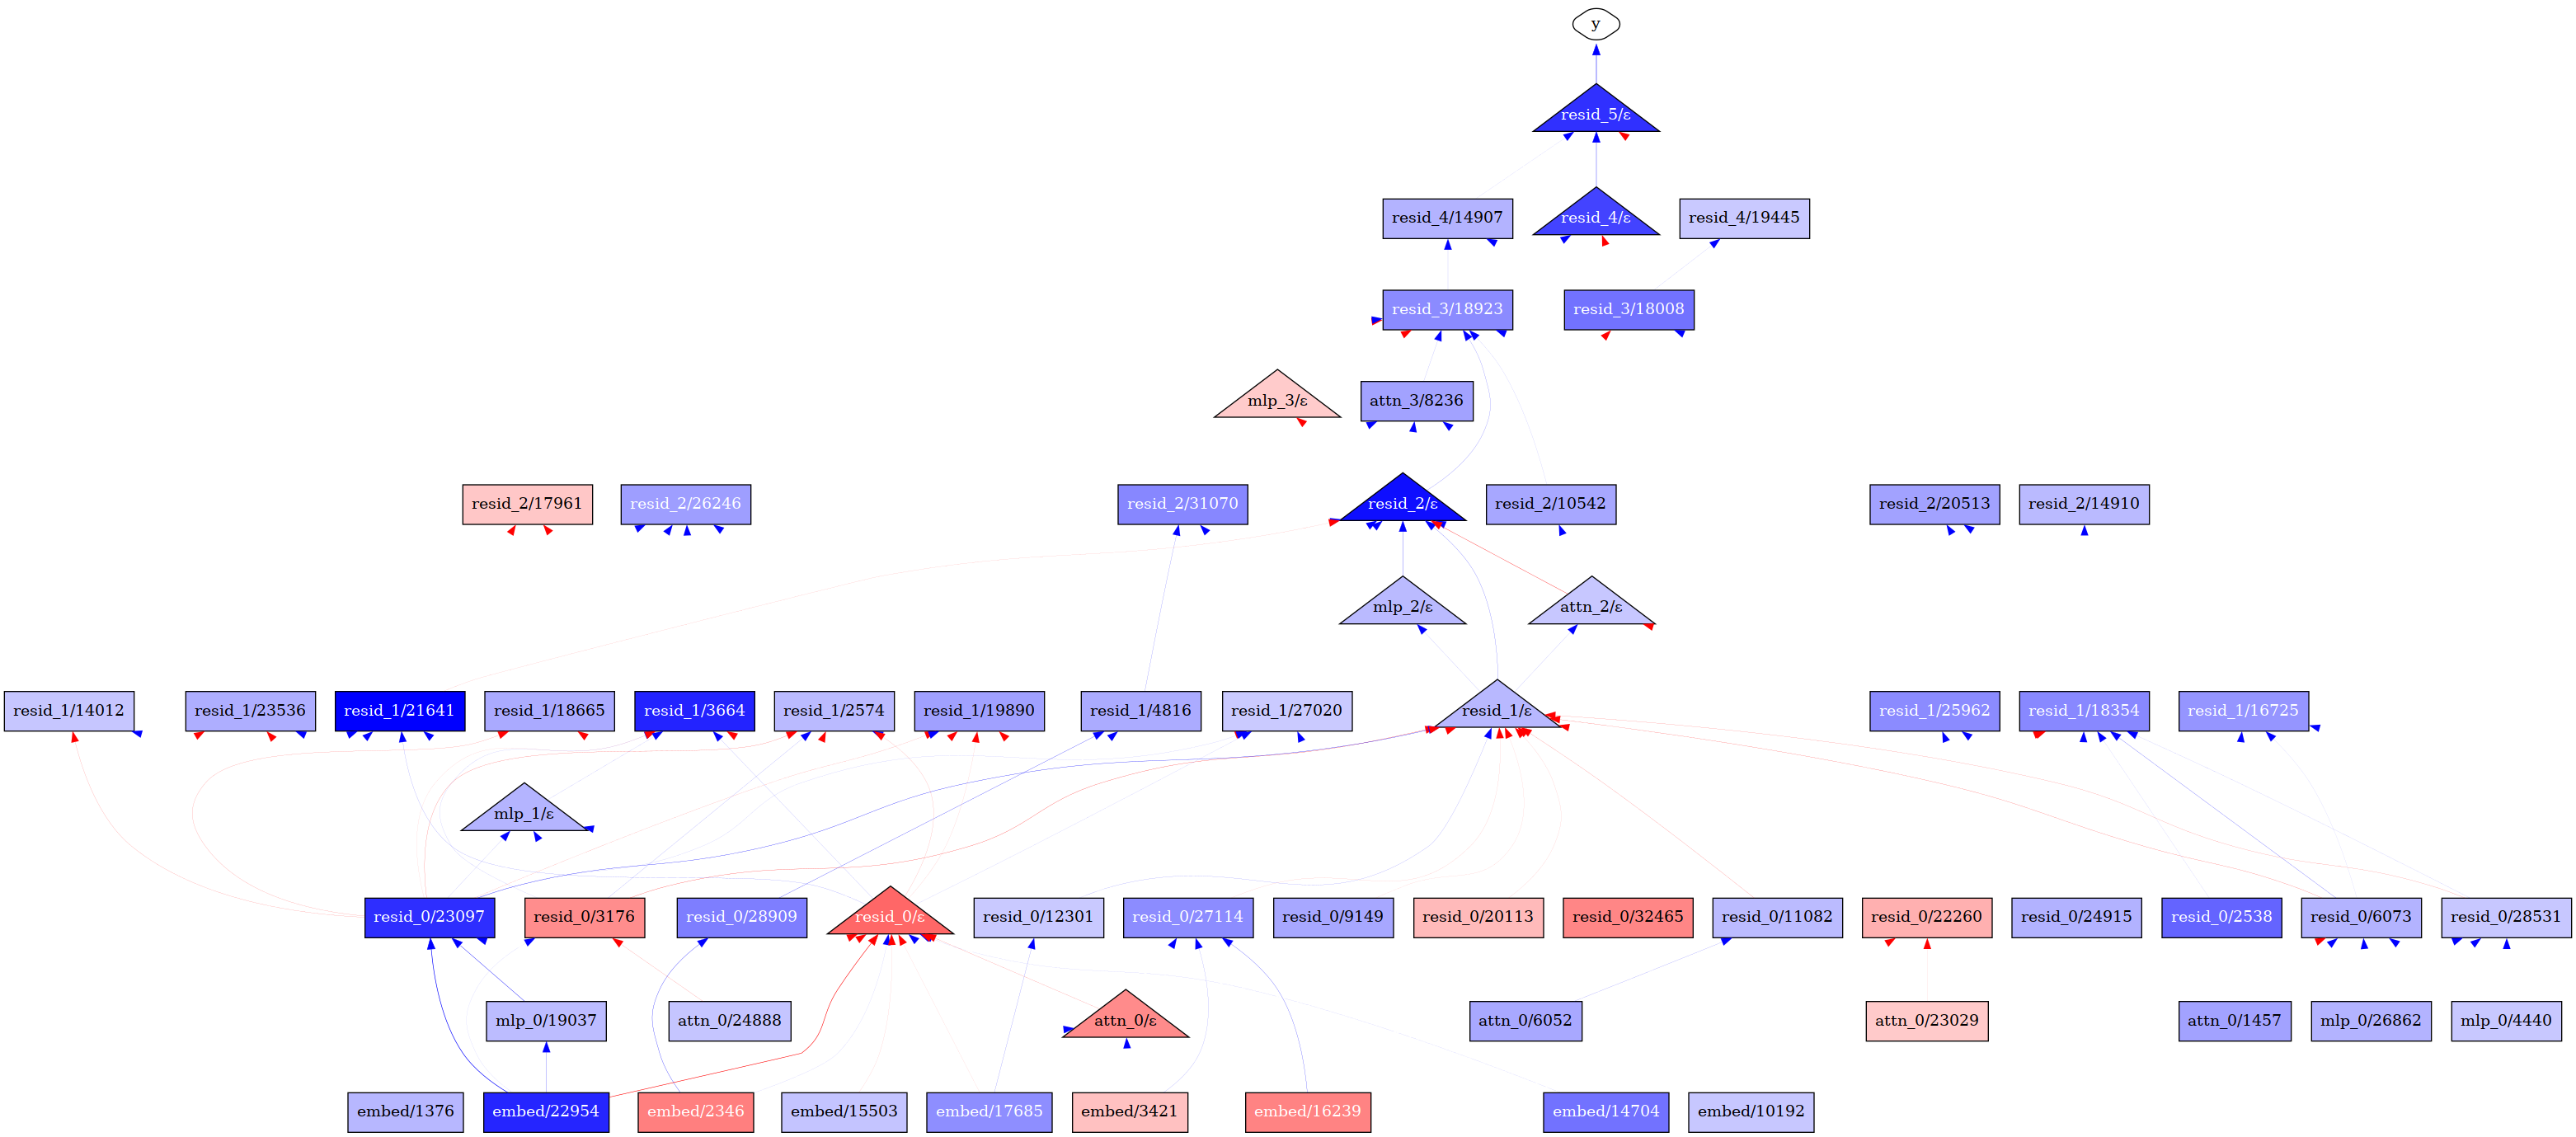 y
resid_5/ε
resid_4/14907
resid_4/ε
resid_4/19445
resid_3/18923
resid_3/18008
mlp_3/ε
attn_3/8236
resid_2/17961
resid_2/26246
resid_2/31070
resid_2/ε
resid_2/10542
resid_2/20513
resid_2/14910
mlp_2/ε
attn_2/ε
resid_1/14012
resid_1/23536
resid_1/21641
resid_1/18665
resid_1/3664
resid_1/2574
resid_1/19890
resid_1/4816
resid_1/27020
resid_1/ε
resid_1/25962
resid_1/18354
resid_1/16725
mlp_1/ε
resid_0/23097
resid_0/3176
resid_0/28909
resid_0/ε
resid_0/12301
resid_0/27114
resid_0/9149
resid_0/20113
resid_0/32465
resid_0/11082
resid_0/22260
resid_0/24915
resid_0/2538
resid_0/6073
resid_0/28531
mlp_0/19037
attn_0/24888
attn_0/ε
attn_0/6052
attn_0/23029
attn_0/1457
mlp_0/26862
mlp_0/4440
embed/1376
embed/22954
embed/2346
embed/15503
embed/17685
embed/3421
embed/16239
embed/14704
embed/10192